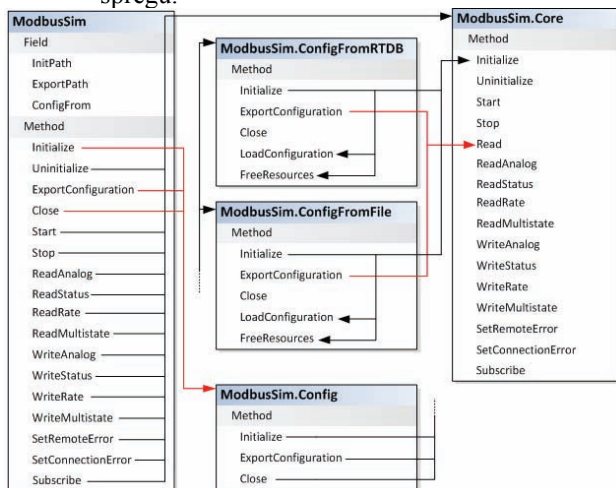 sprega.
ModbusSim
Field
InitPath
ExportPath
ConfigFrom
Method
Initialize
Uninitialize
ExportConfiguration
Close
Start
Stop
ReadAnalog
ReadStatus
ReadRate
ReadMultistate
WriteAnalog
WriteStatus
WriteRate
WriteMultistate
SetRemoteError
SetConnectionError
Subscribe
ModbusSim.ConfigFromRTDB
Method
Initialize
ExportConfiguration
Close
LoadConfiguration
FreeResources
ModbusSim.ConfigFromFile
Method
Initialize
ExportConfiguration
Close
LoadConfiguration
FreeResources
ModbusSim.Config
Method
Initialize
ExportConfiguration
Close
ModbusSim.Core
Method
Initialize
Uninitialize
Start
Stop
Read
ReadAnalog
ReadStatus
ReadRate
ReadMultistate
WriteAnalog
WriteStatus
WriteRate
WriteMultistate
SetRemoteError
SetConnectionError
Subscribe